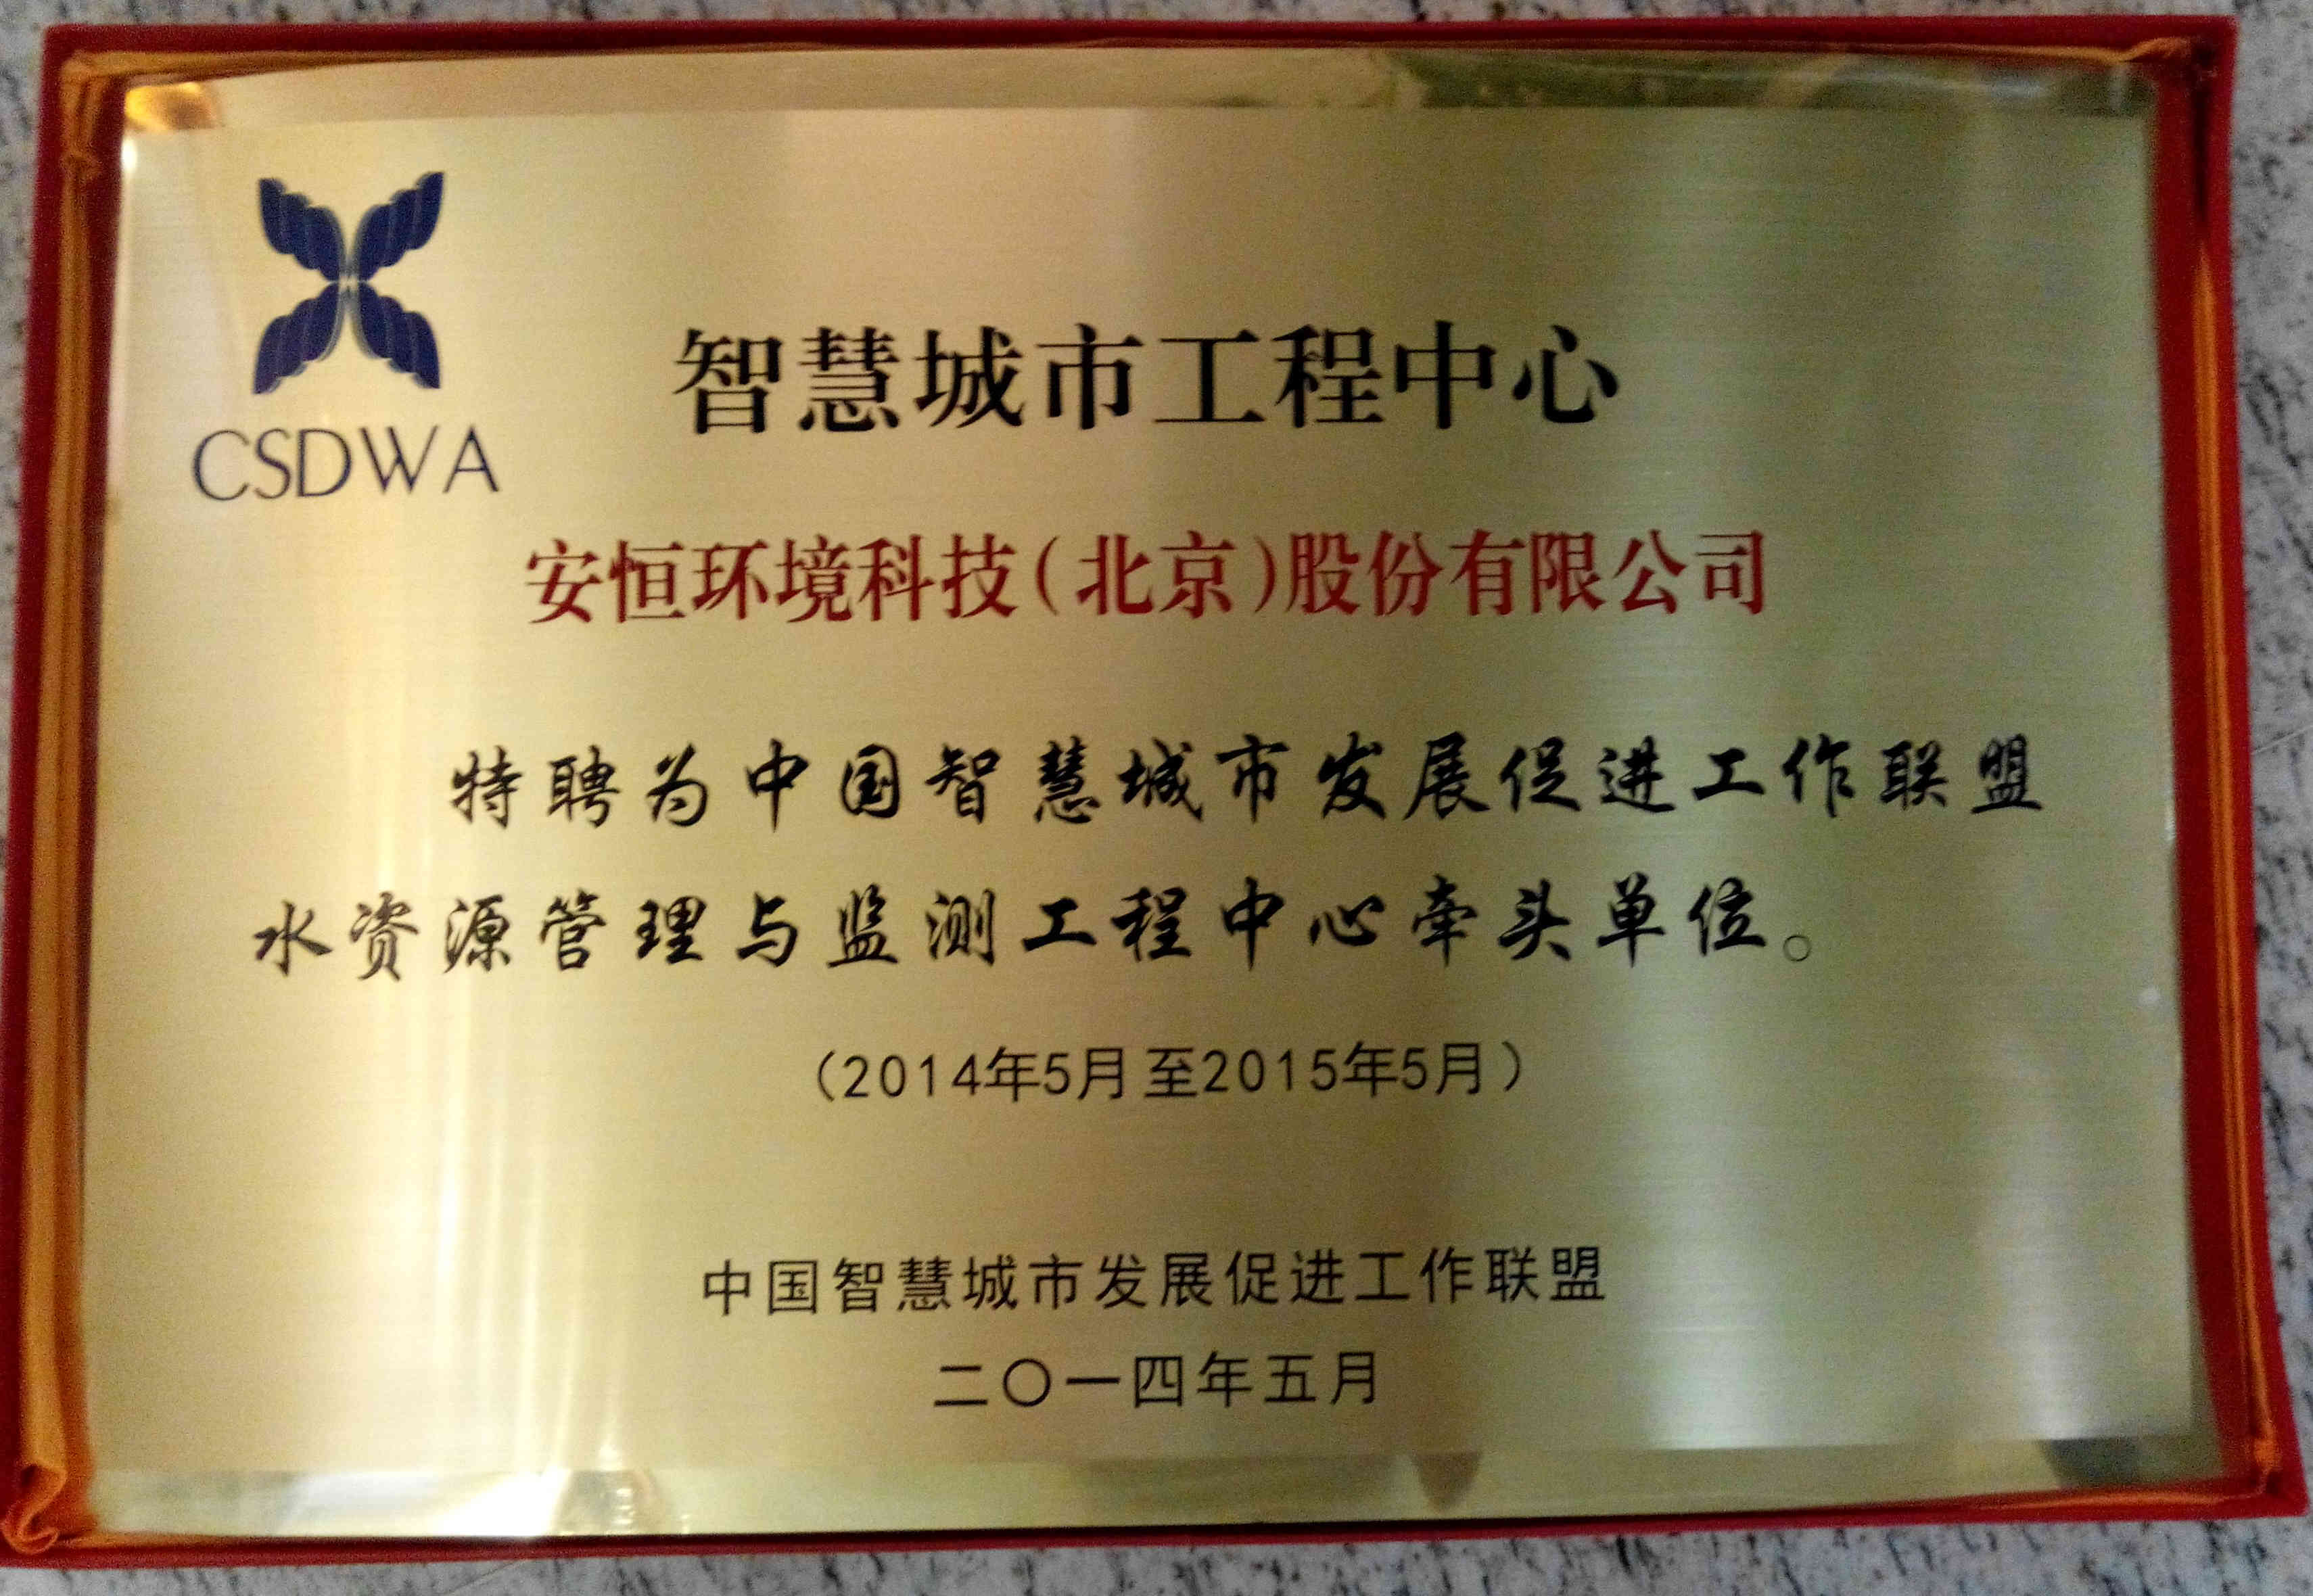 CSDWA
智慧城市工程中心
安恒环境科技(北京)股份有限公司
特聘为中国智慧城市发展促进工作联盟
水资源管理与监测工程中心牵头单位。
(2014年5月至2015年5月)
中国智慧城市发展促进工作联盟
二〇一四年五月